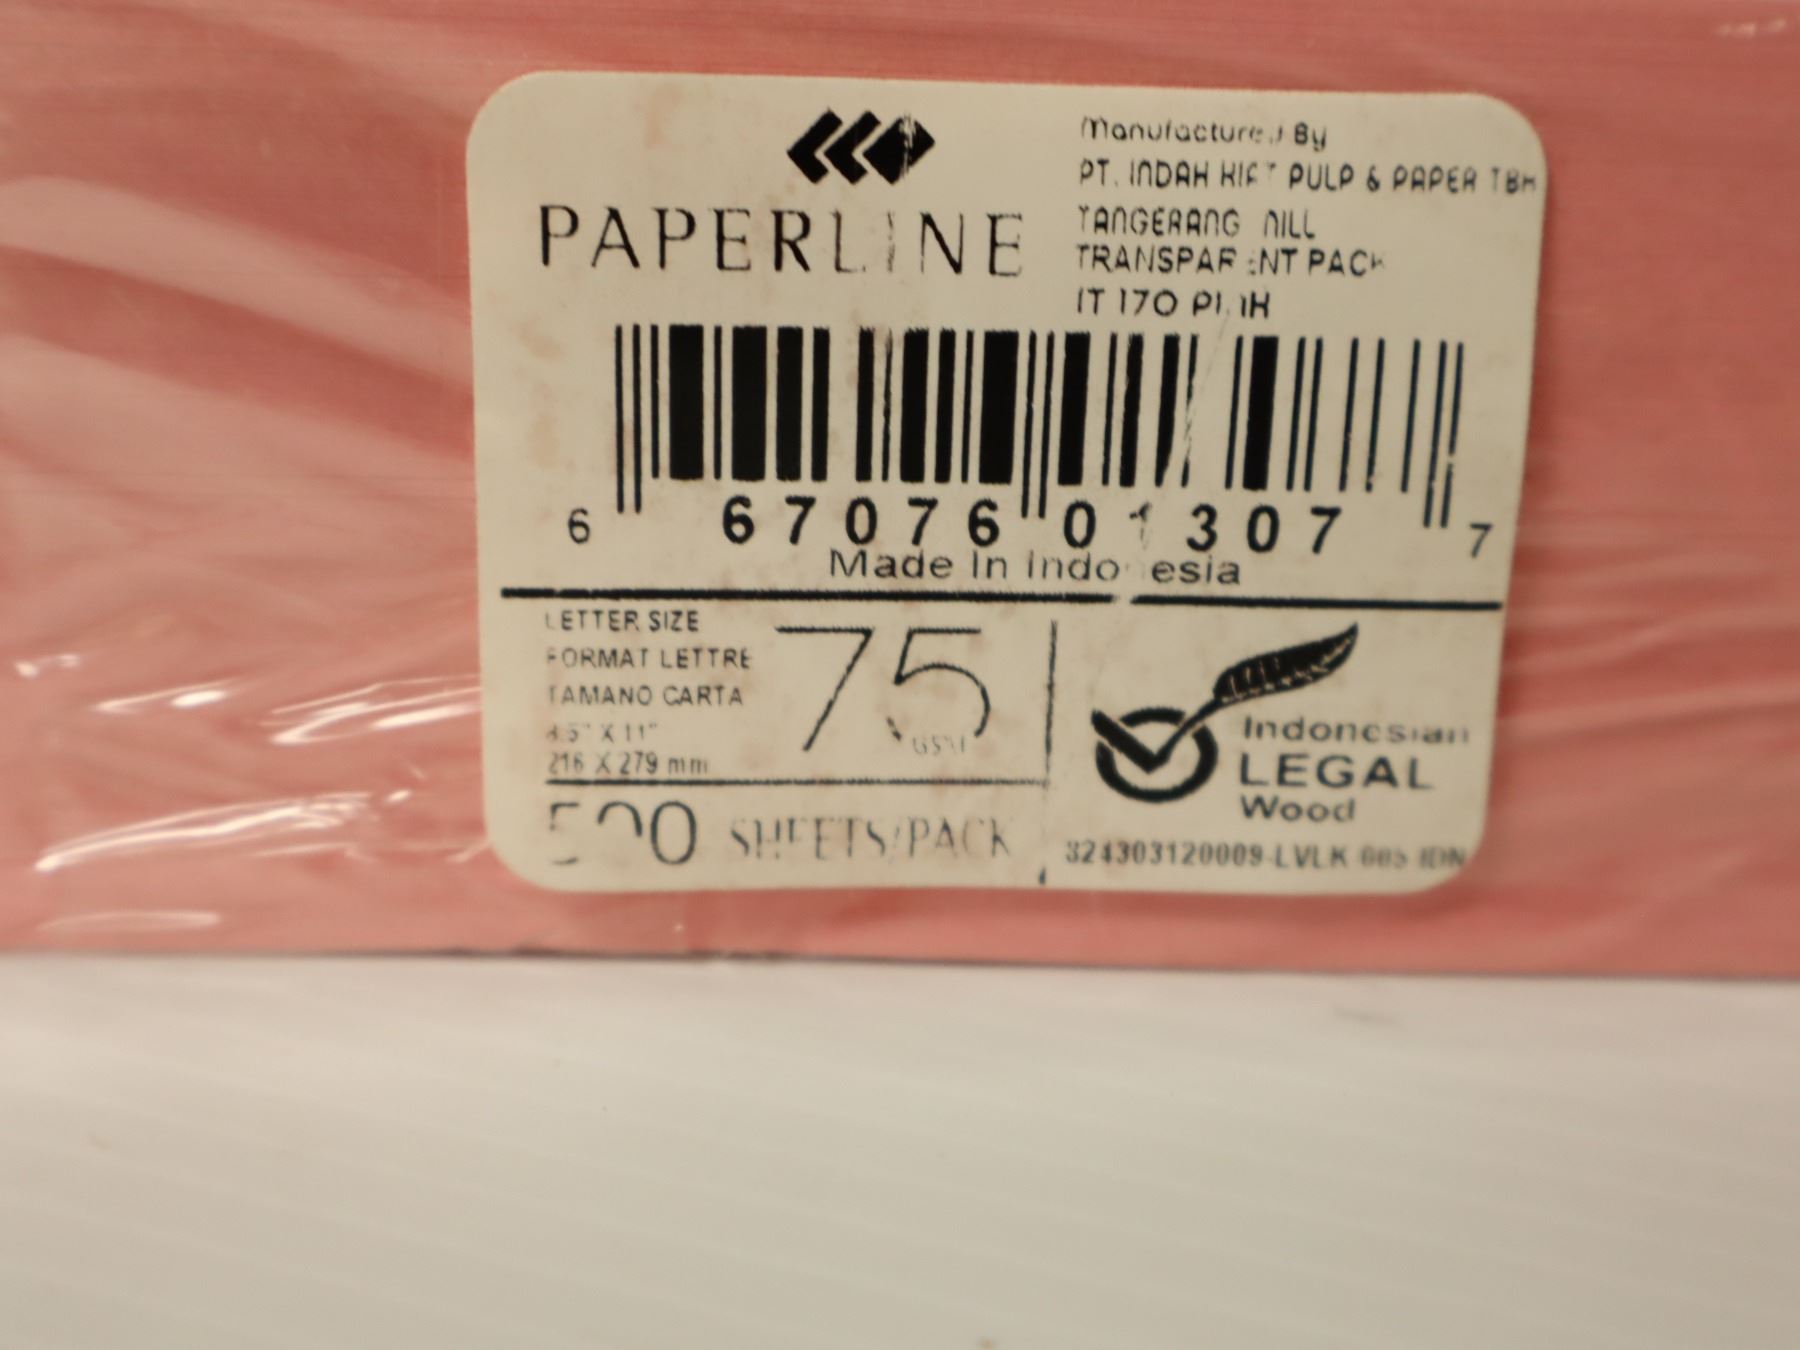 PAPERLINE
Manufactured By
PT. INDAH KIAT PULP & PAPER TBK
TANGERANG MILL
TRANSPARENT PACK
IT 170 PINK
6 67076 01307 7
Made In Indonesia
LETTER SIZE
FORMAT LETTRE
TAMANO CARTA
8.5" X 11"
216 X 279 mm
75
GSM
500 SHEETS/PACK
Indonesian
LEGAL
Wood
324303120009-LVLK 005-IDN